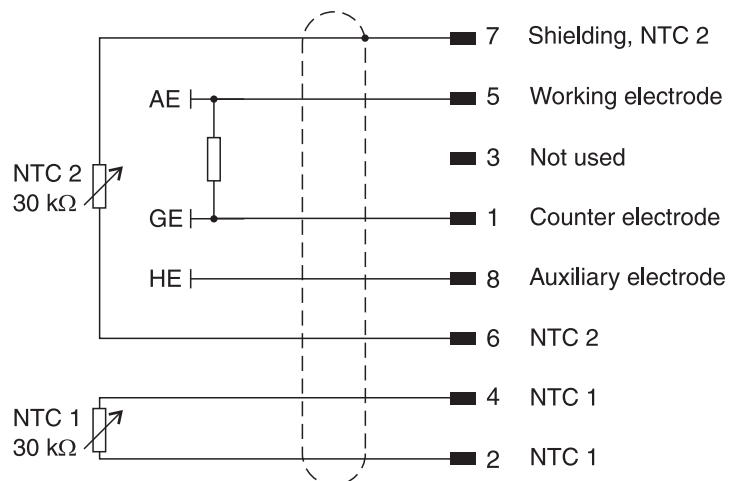 7 Shielding, NTC 2
AE 5 Working electrode
3 Not used
NTC 2
30 kΩ
GE 1 Counter electrode
HE 8 Auxiliary electrode
6 NTC 2
4 NTC 1
NTC 1
30 kΩ
2 NTC 1